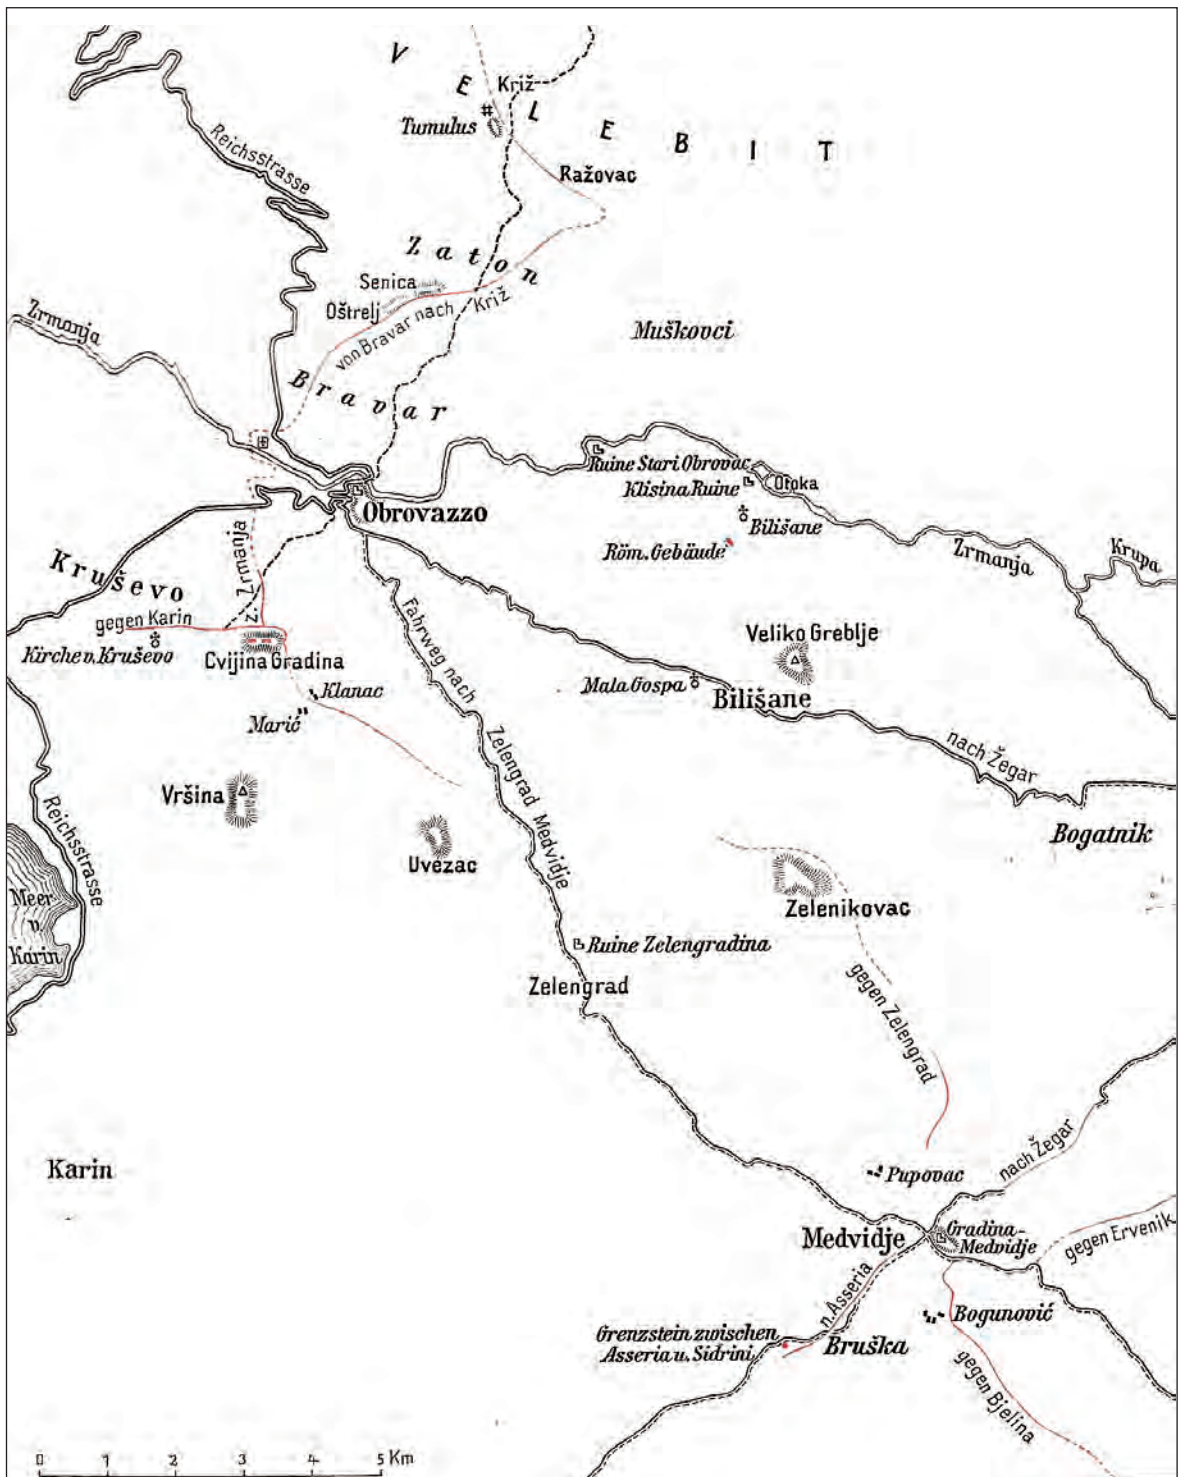 VELEBIT
Križ
Tumulus
Reichsstrasse
Ražovac
Zaton
Senica
Oštrelj
von Bravar nach Križ
Zrmanja
Muškovci
Bravar
Ruine Stari Obrovac
Klisina Ruine
Otoka
Obrovazzo
Bilišane
Röm. Gebäude
Zrmanja
Krupa
z. Zrmanja
Kruševo
gegen Karin
Kirche v. Kruševo
Cvijina Gradina
Fahrweg nach Zelengrad Medvidje
Veliko Greblje
Klanac
Marić
Mala Gospa
Bilišane
nach Žegar
Vršina
Reichsstrasse
Uvezac
Bogatnik
Meer
v.
Karin
Zelenikovac
Ruine Zelengradina
Zelengrad
gegen Zelengrad
Karin
nach Žegar
Pupovac
Medvidje
Gradina-
Medvidje
gegen Ervenik
n. Asseria
Bogunović
Grenzstein zwischen
Asseria u. Sidrini
Bruška
gegen Bjelina
0 1 2 3 4 5 Km